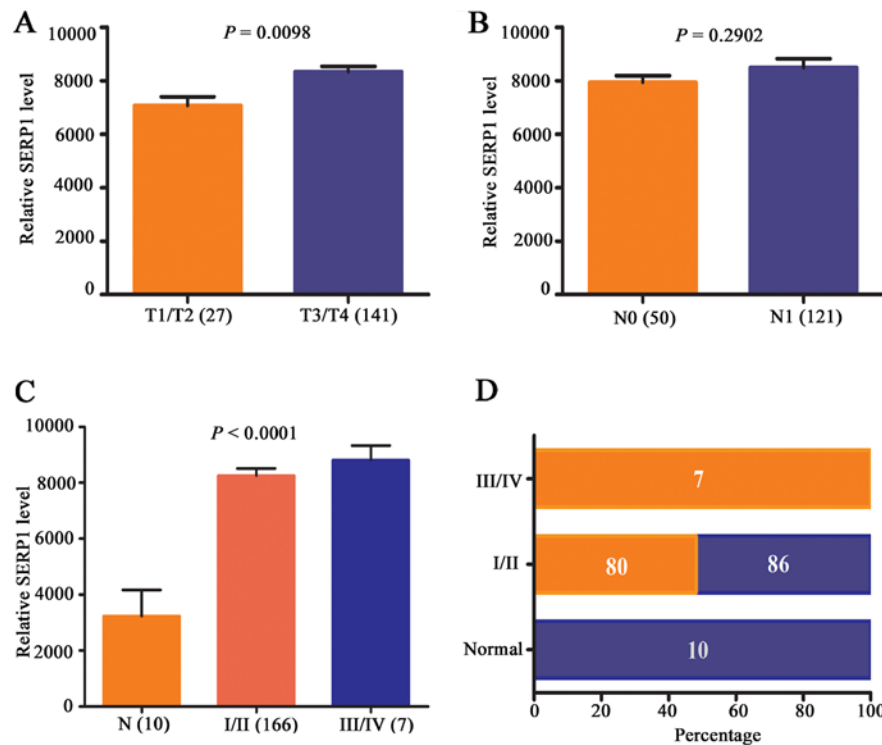 A
P = 0.0098
Relative SERP1 level
10000
8000
6000
4000
2000
0
T1/T2 (27)
T3/T4 (141)
B
P = 0.2902
Relative SERP1 level
10000
8000
6000
4000
2000
0
N0 (50)
N1 (121)
C
P < 0.0001
Relative SERP1 level
10000
8000
6000
4000
2000
0
N (10)
I/II (166)
III/IV (7)
D
III/IV
7
I/II
80
86
Normal
10
0
20
40
60
80
100
Percentage